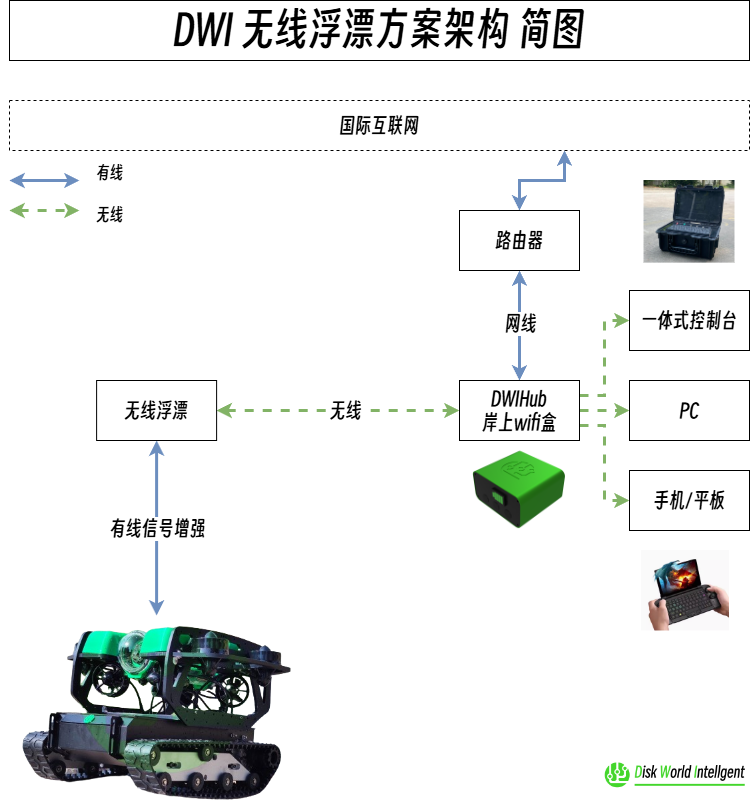 DWI 无线浮漂方案架构 简图
国际互联网
有线
无线
路由器
网线
一体式控制台
无线浮漂
无线
DWIHub
岸上wifi盒
PC
手机/平板
有线信号增强
Disk World Intellgent